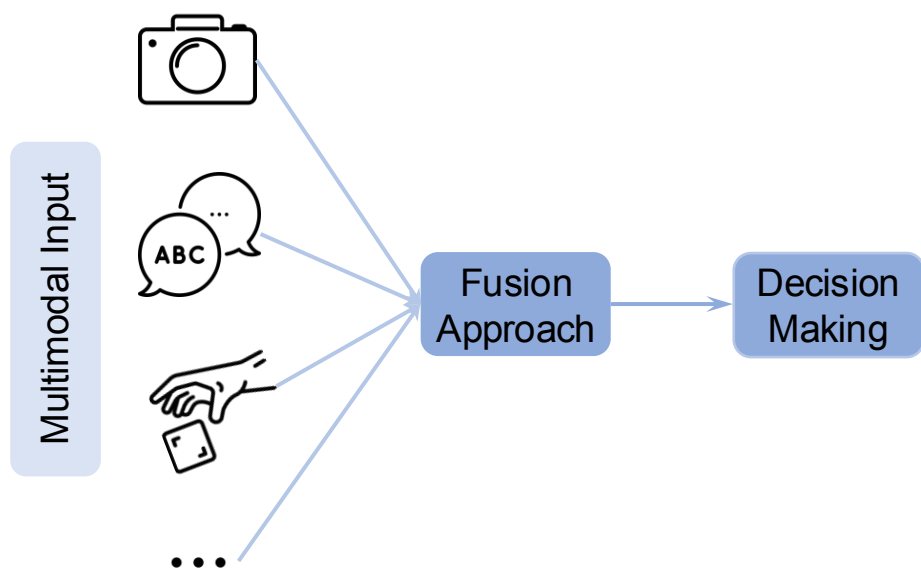 Multimodal Input
...
ABC
Fusion
Approach
Decision
Making
...